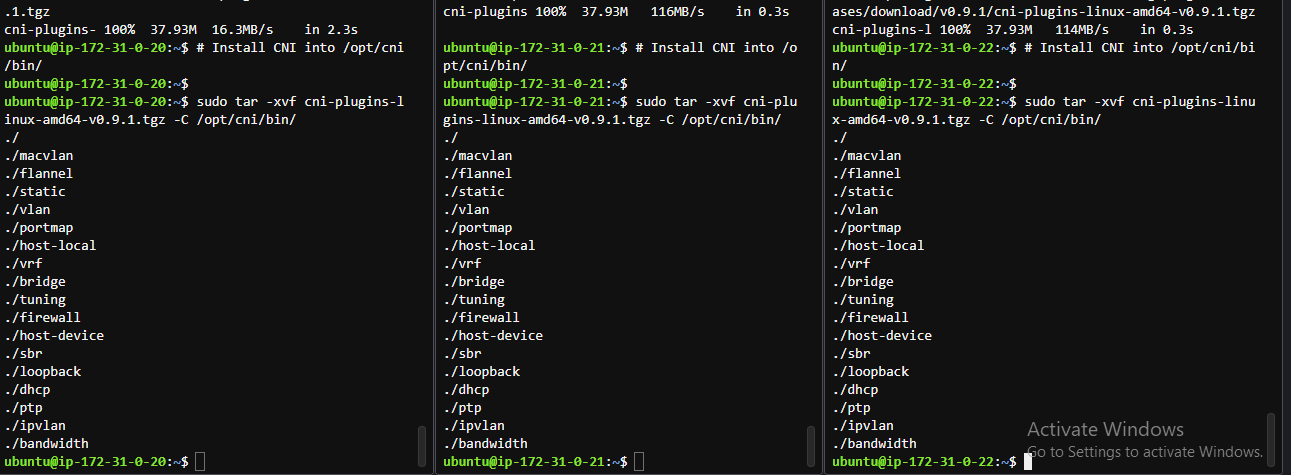 .1.tgz
cni-plugins- 100%  37.93M  16.3MB/s    in 2.3s
ubuntu@ip-172-31-0-20:~$ # Install CNI into /opt/cni
/bin/
ubuntu@ip-172-31-0-20:~$
ubuntu@ip-172-31-0-20:~$ sudo tar -xvf cni-plugins-l
inux-amd64-v0.9.1.tgz -C /opt/cni/bin/
./
./macvlan
./flannel
./static
./vlan
./portmap
./host-local
./vrf
./bridge
./tuning
./firewall
./host-device
./sbr
./loopback
./dhcp
./ptp
./ipvlan
./bandwidth
ubuntu@ip-172-31-0-20:~$
cni-plugins 100%  37.93M   116MB/s    in 0.3s
ubuntu@ip-172-31-0-21:~$ # Install CNI into /o
pt/cni/bin/
ubuntu@ip-172-31-0-21:~$
ubuntu@ip-172-31-0-21:~$ sudo tar -xvf cni-plu
gins-linux-amd64-v0.9.1.tgz -C /opt/cni/bin/
./
./macvlan
./flannel
./static
./vlan
./portmap
./host-local
./vrf
./bridge
./tuning
./firewall
./host-device
./sbr
./loopback
./dhcp
./ptp
./ipvlan
./bandwidth
ubuntu@ip-172-31-0-21:~$
ases/download/v0.9.1/cni-plugins-linux-amd64-v0.9.1.tgz
cni-plugins-l 100%  37.93M   114MB/s    in 0.3s
ubuntu@ip-172-31-0-22:~$ # Install CNI into /opt/cni/bi
n/
ubuntu@ip-172-31-0-22:~$
ubuntu@ip-172-31-0-22:~$ sudo tar -xvf cni-plugins-linu
x-amd64-v0.9.1.tgz -C /opt/cni/bin/
./
./macvlan
./flannel
./static
./vlan
./portmap
./host-local
./vrf
./bridge
./tuning
./firewall
./host-device
./sbr
./loopback
./dhcp
./ptp
./ipvlan
./bandwidth
ubuntu@ip-172-31-0-22:~$
Activate Windows
Go to Settings to activate Windows.